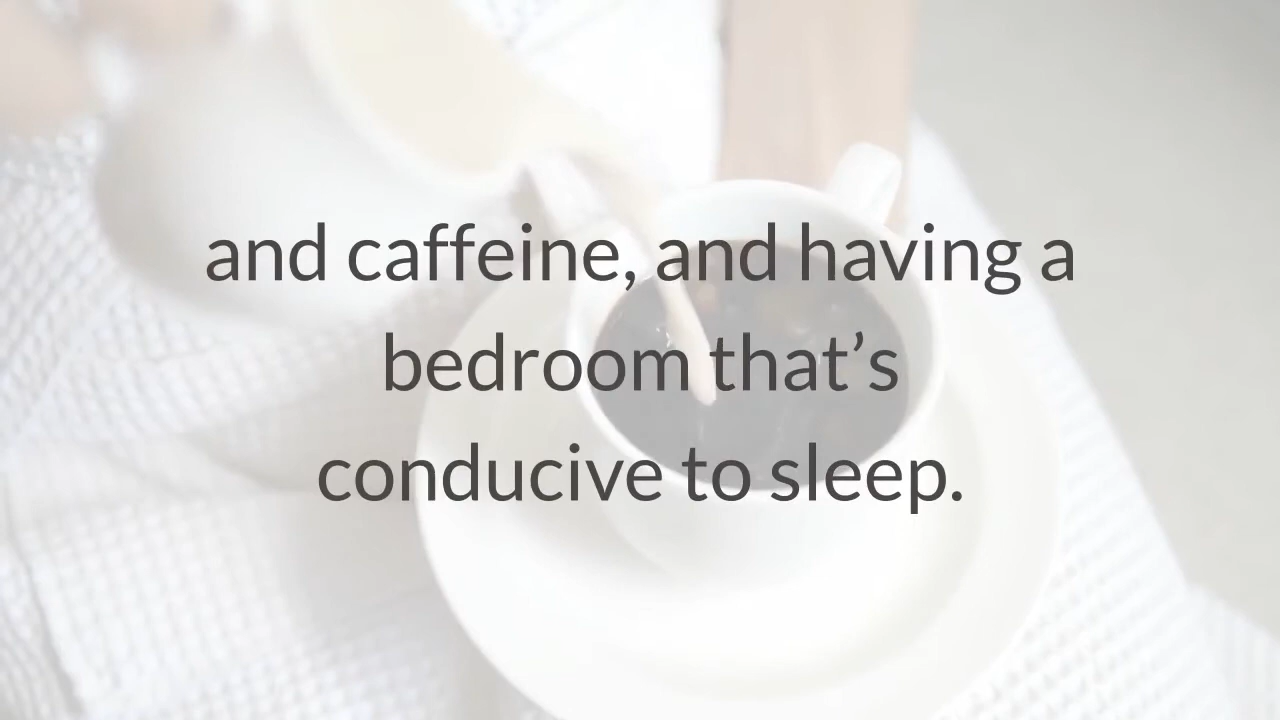 and caffeine, and having a
bedroom that’s
conducive to sleep.